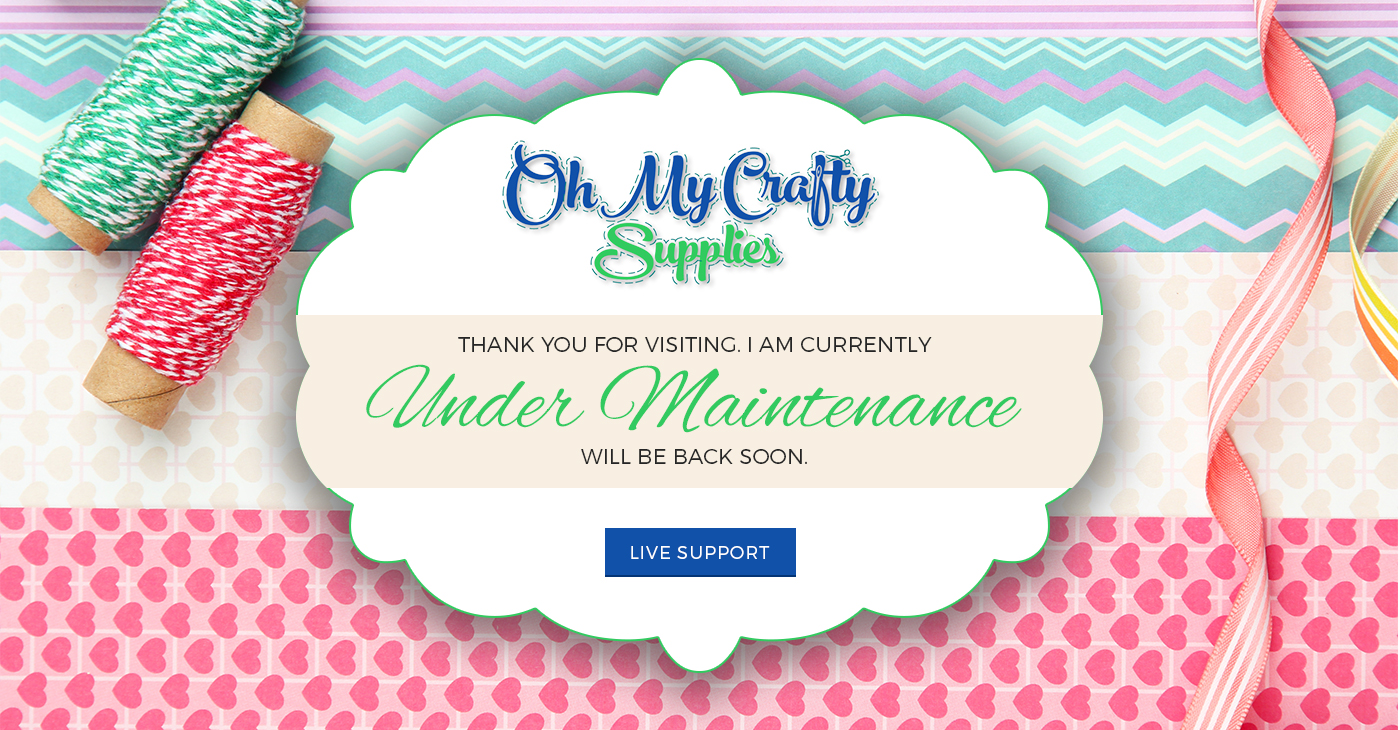 Oh My Crafty
Supplies
THANK YOU FOR VISITING. I AM CURRENTLY
Under Maintenance
WILL BE BACK SOON.
LIVE SUPPORT